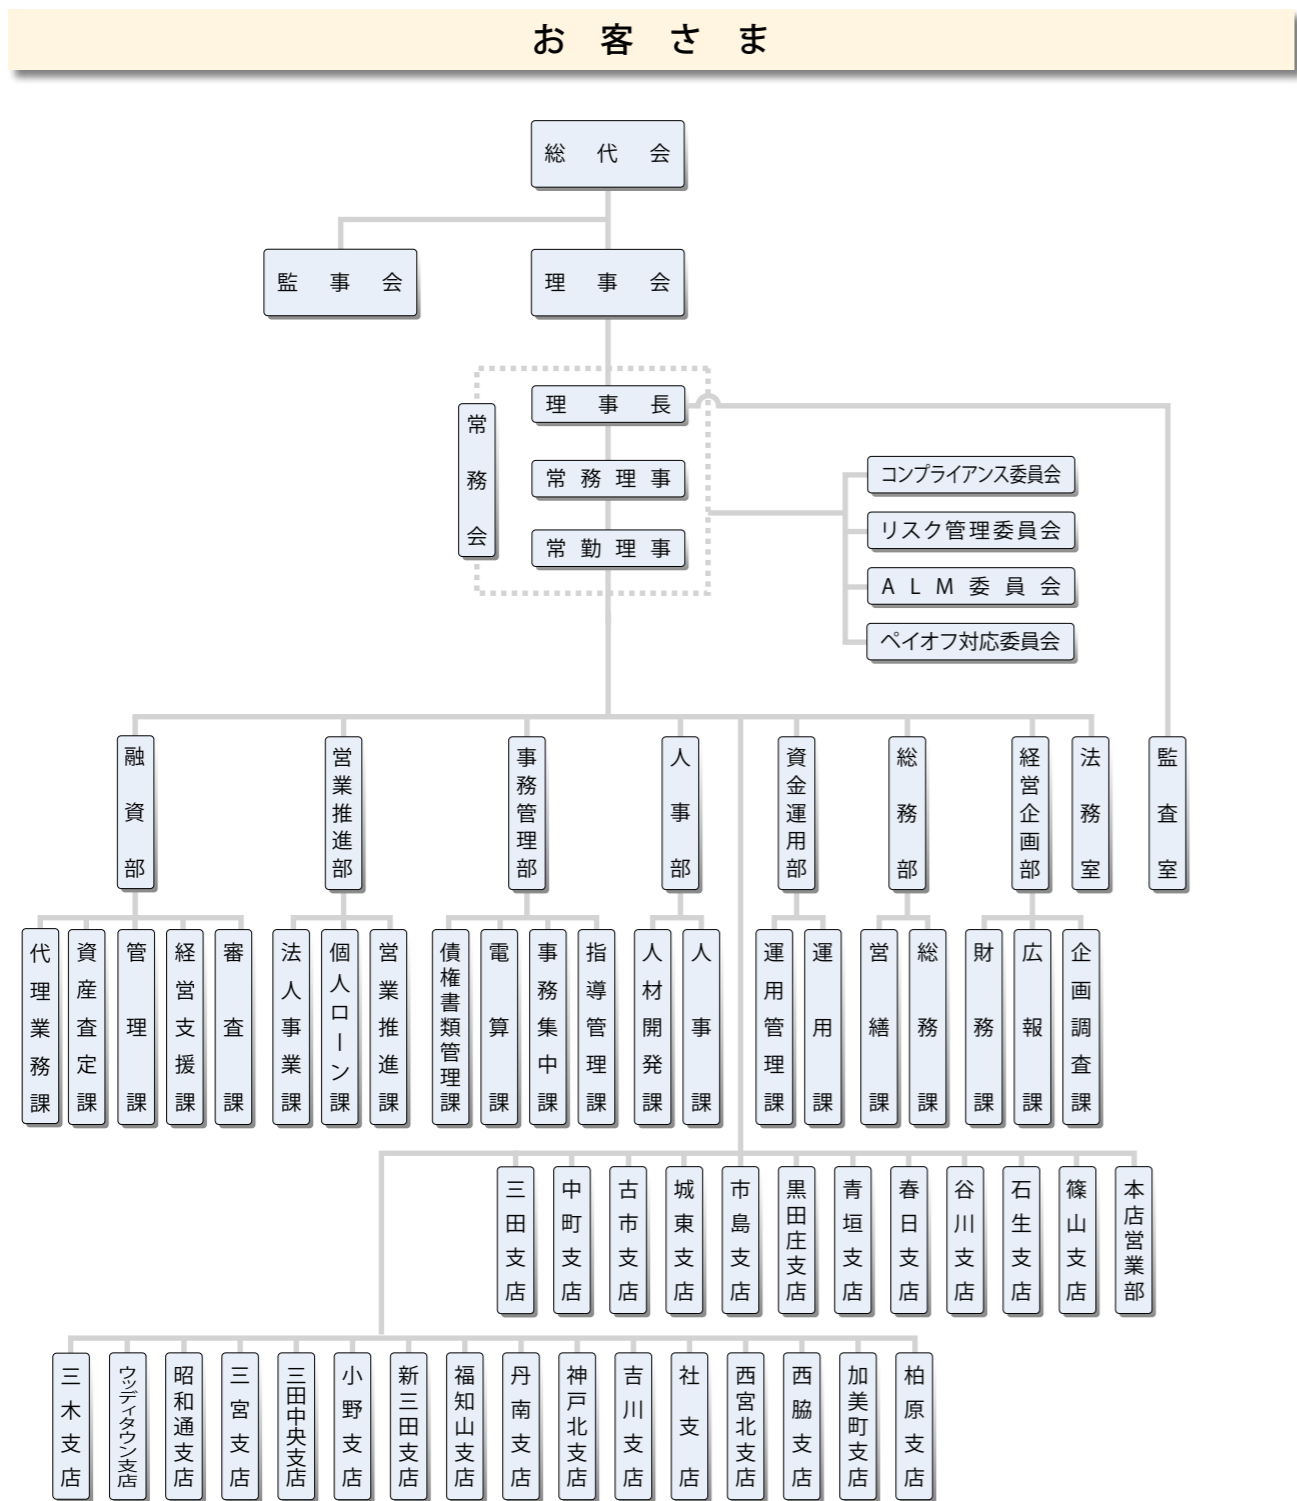 お客さま
総代会
監事会
理事会
常務会
理事長
常務理事
常勤理事
コンプライアンス委員会
リスク管理委員会
ALM委員会
ペイオフ対応委員会
融資部
営業推進部
事務管理部
人事部
資金運用部
総務部
経営企画部
法務室
監査室
代理業務課
資産査定課
管理課
経営支援課
審査課
法人事業課
個人ローン課
営業推進課
債権書類管理課
電算課
事務集中課
指導管理課
人材開発課
人事課
運用管理課
運用課
営繕課
総務課
財務課
広報課
企画調査課
三田支店
中町支店
古市支店
城東支店
市島支店
黒田庄支店
青垣支店
春日支店
谷川支店
石生支店
篠山支店
本店営業部
三木支店
ウッディタウン支店
昭和通支店
三宮支店
三田中央支店
小野支店
新三田支店
福知山支店
丹南支店
神戸北支店
吉川支店
社支店
西宮北支店
西脇支店
加美町支店
柏原支店